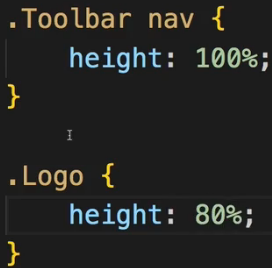 .Toolbar nav {
    height: 100%;
}

.Logo {
    height: 80%;
}